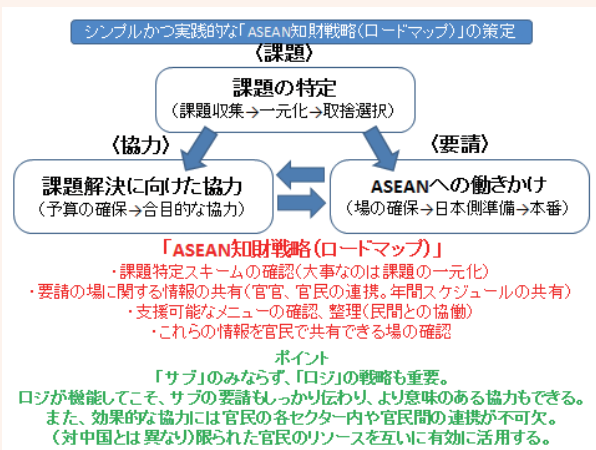 シンプルかつ実践的な「ASEAN知財戦略(ロードマップ)」の策定
〈課題〉
課題の特定
(課題収集→一元化→取捨選択)
〈協力〉
〈要請〉
課題解決に向けた協力
(予算の確保→合目的な協力)
ASEANへの働きかけ
(場の確保→日本側準備→本番)
「ASEAN知財戦略(ロードマップ)」
・課題特定スキームの確認(大事なのは課題の一元化)
・要請の場に関する情報の共有(官官、官民の連携。年間スケジュールの共有)
・支援可能なメニューの確認、整理(民間との協働)
・これらの情報を官民で共有できる場の確認
ポイント
「サブ」のみならず、「ロジ」の戦略も重要。
ロジが機能してこそ、サブの要請もしっかり伝わり、より意味のある協力もできる。
また、効果的な協力には官民の各セクター内や官民間の連携が不可欠。
(対中国とは異なり)限られた官民のリソースを互いに有効に活用する。